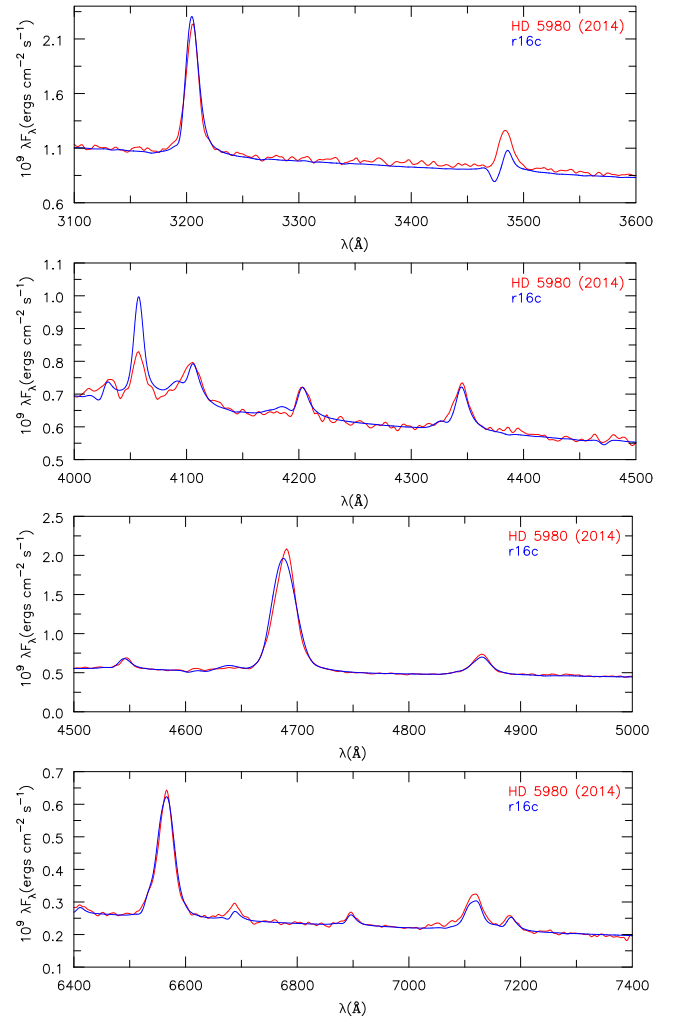 HD 5980 (2014)
r16c
10⁹ λF_λ(ergs cm⁻² s⁻¹)
2.1
1.6
1.1
0.6
3100 3200 3300 3400 3500 3600
λ(Å)
HD 5980 (2014)
r16c
10⁹ λF_λ(ergs cm⁻² s⁻¹)
1.1
1.0
0.9
0.8
0.7
0.6
0.5
4000 4100 4200 4300 4400 4500
λ(Å)
HD 5980 (2014)
r16c
10⁹ λF_λ(ergs cm⁻² s⁻¹)
2.5
2.0
1.5
1.0
0.5
0.0
4500 4600 4700 4800 4900 5000
λ(Å)
HD 5980 (2014)
r16c
10⁹ λF_λ(ergs cm⁻² s⁻¹)
0.7
0.6
0.5
0.4
0.3
0.2
0.1
6400 6600 6800 7000 7200 7400
λ(Å)